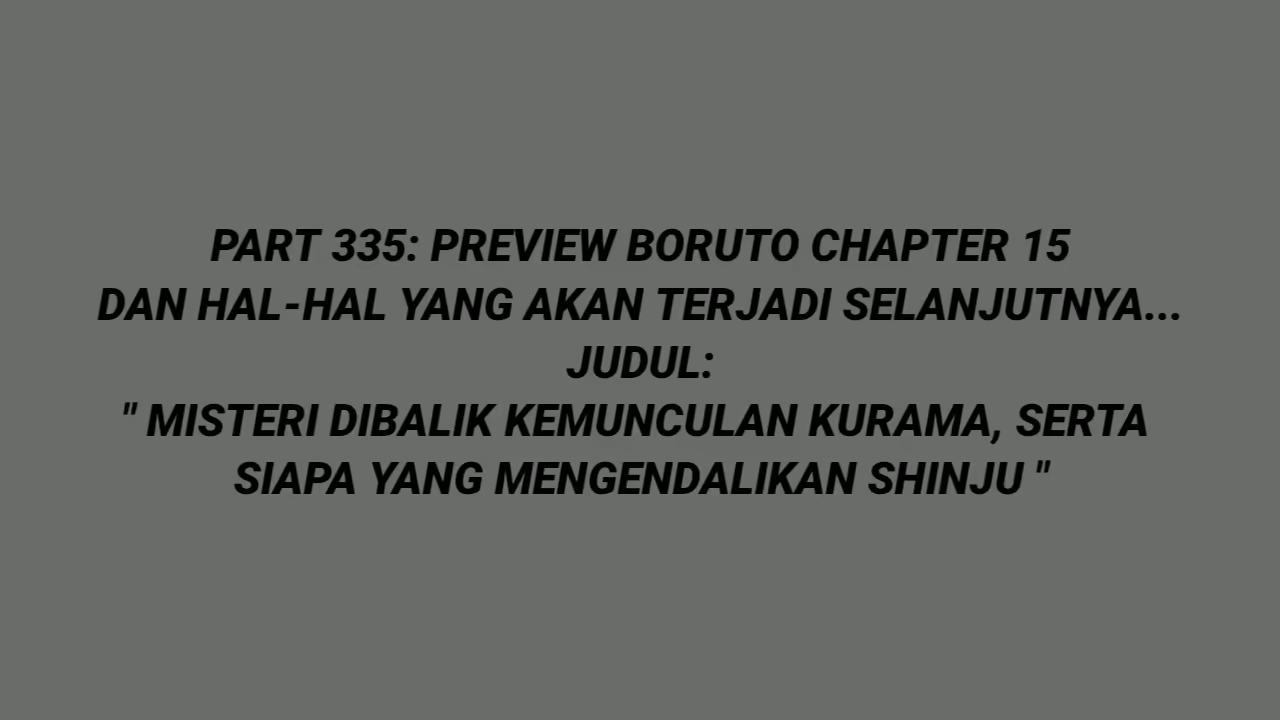 PART 335: PREVIEW BORUTO CHAPTER 15
DAN HAL-HAL YANG AKAN TERJADI SELANJUTNYA...
JUDUL:
" MISTERI DIBALIK KEMUNCULAN KURAMA, SERTA
SIAPA YANG MENGENDALIKAN SHINJU "